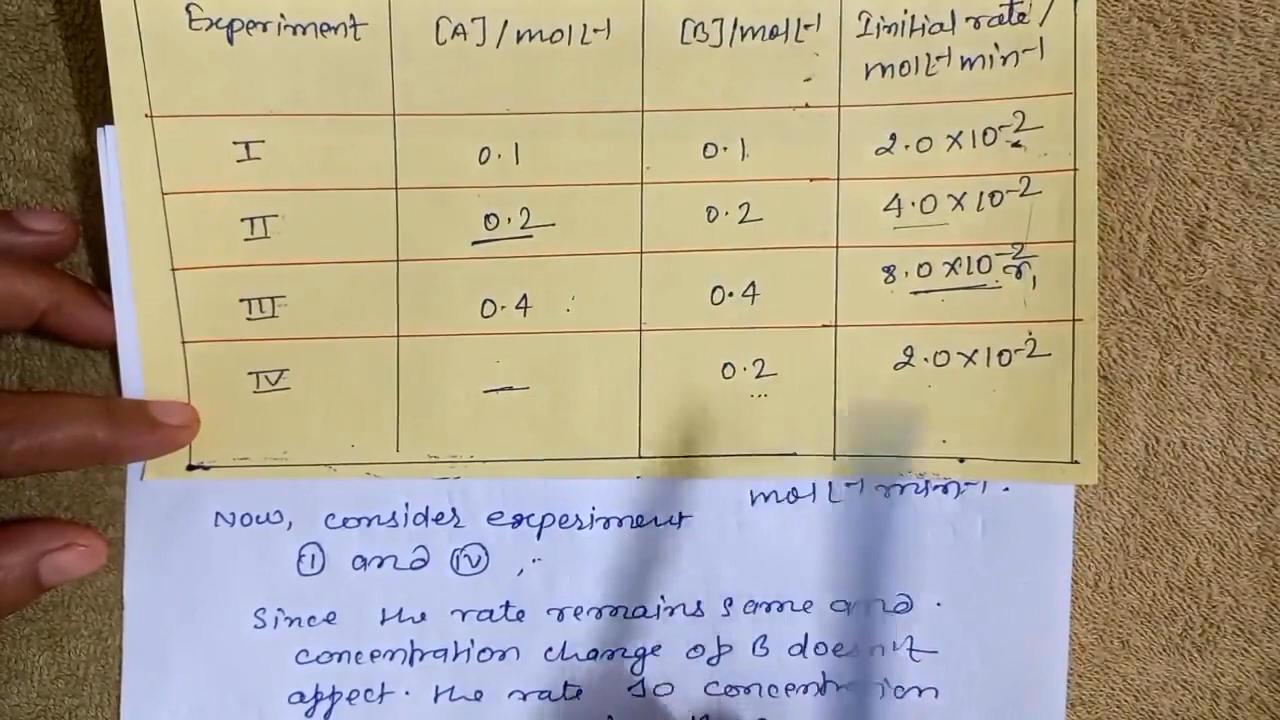 Experiment [A]/mol L-1 [B]/mol L-1 Iinitial rate/
mol L-1 min-1
I 0.1 0.1 2.0 × 10-2
II 0.2 0.2 4.0 × 10-2
III 0.4 0.4 8.0 × 10-2 r1
IV — 0.2 2.0 × 10-2
mol L-1 min-1.
Now, consider experiment
I and IV ,
Since the rate remains same and
concentration change of B doesn't
affect. the rate so concentration